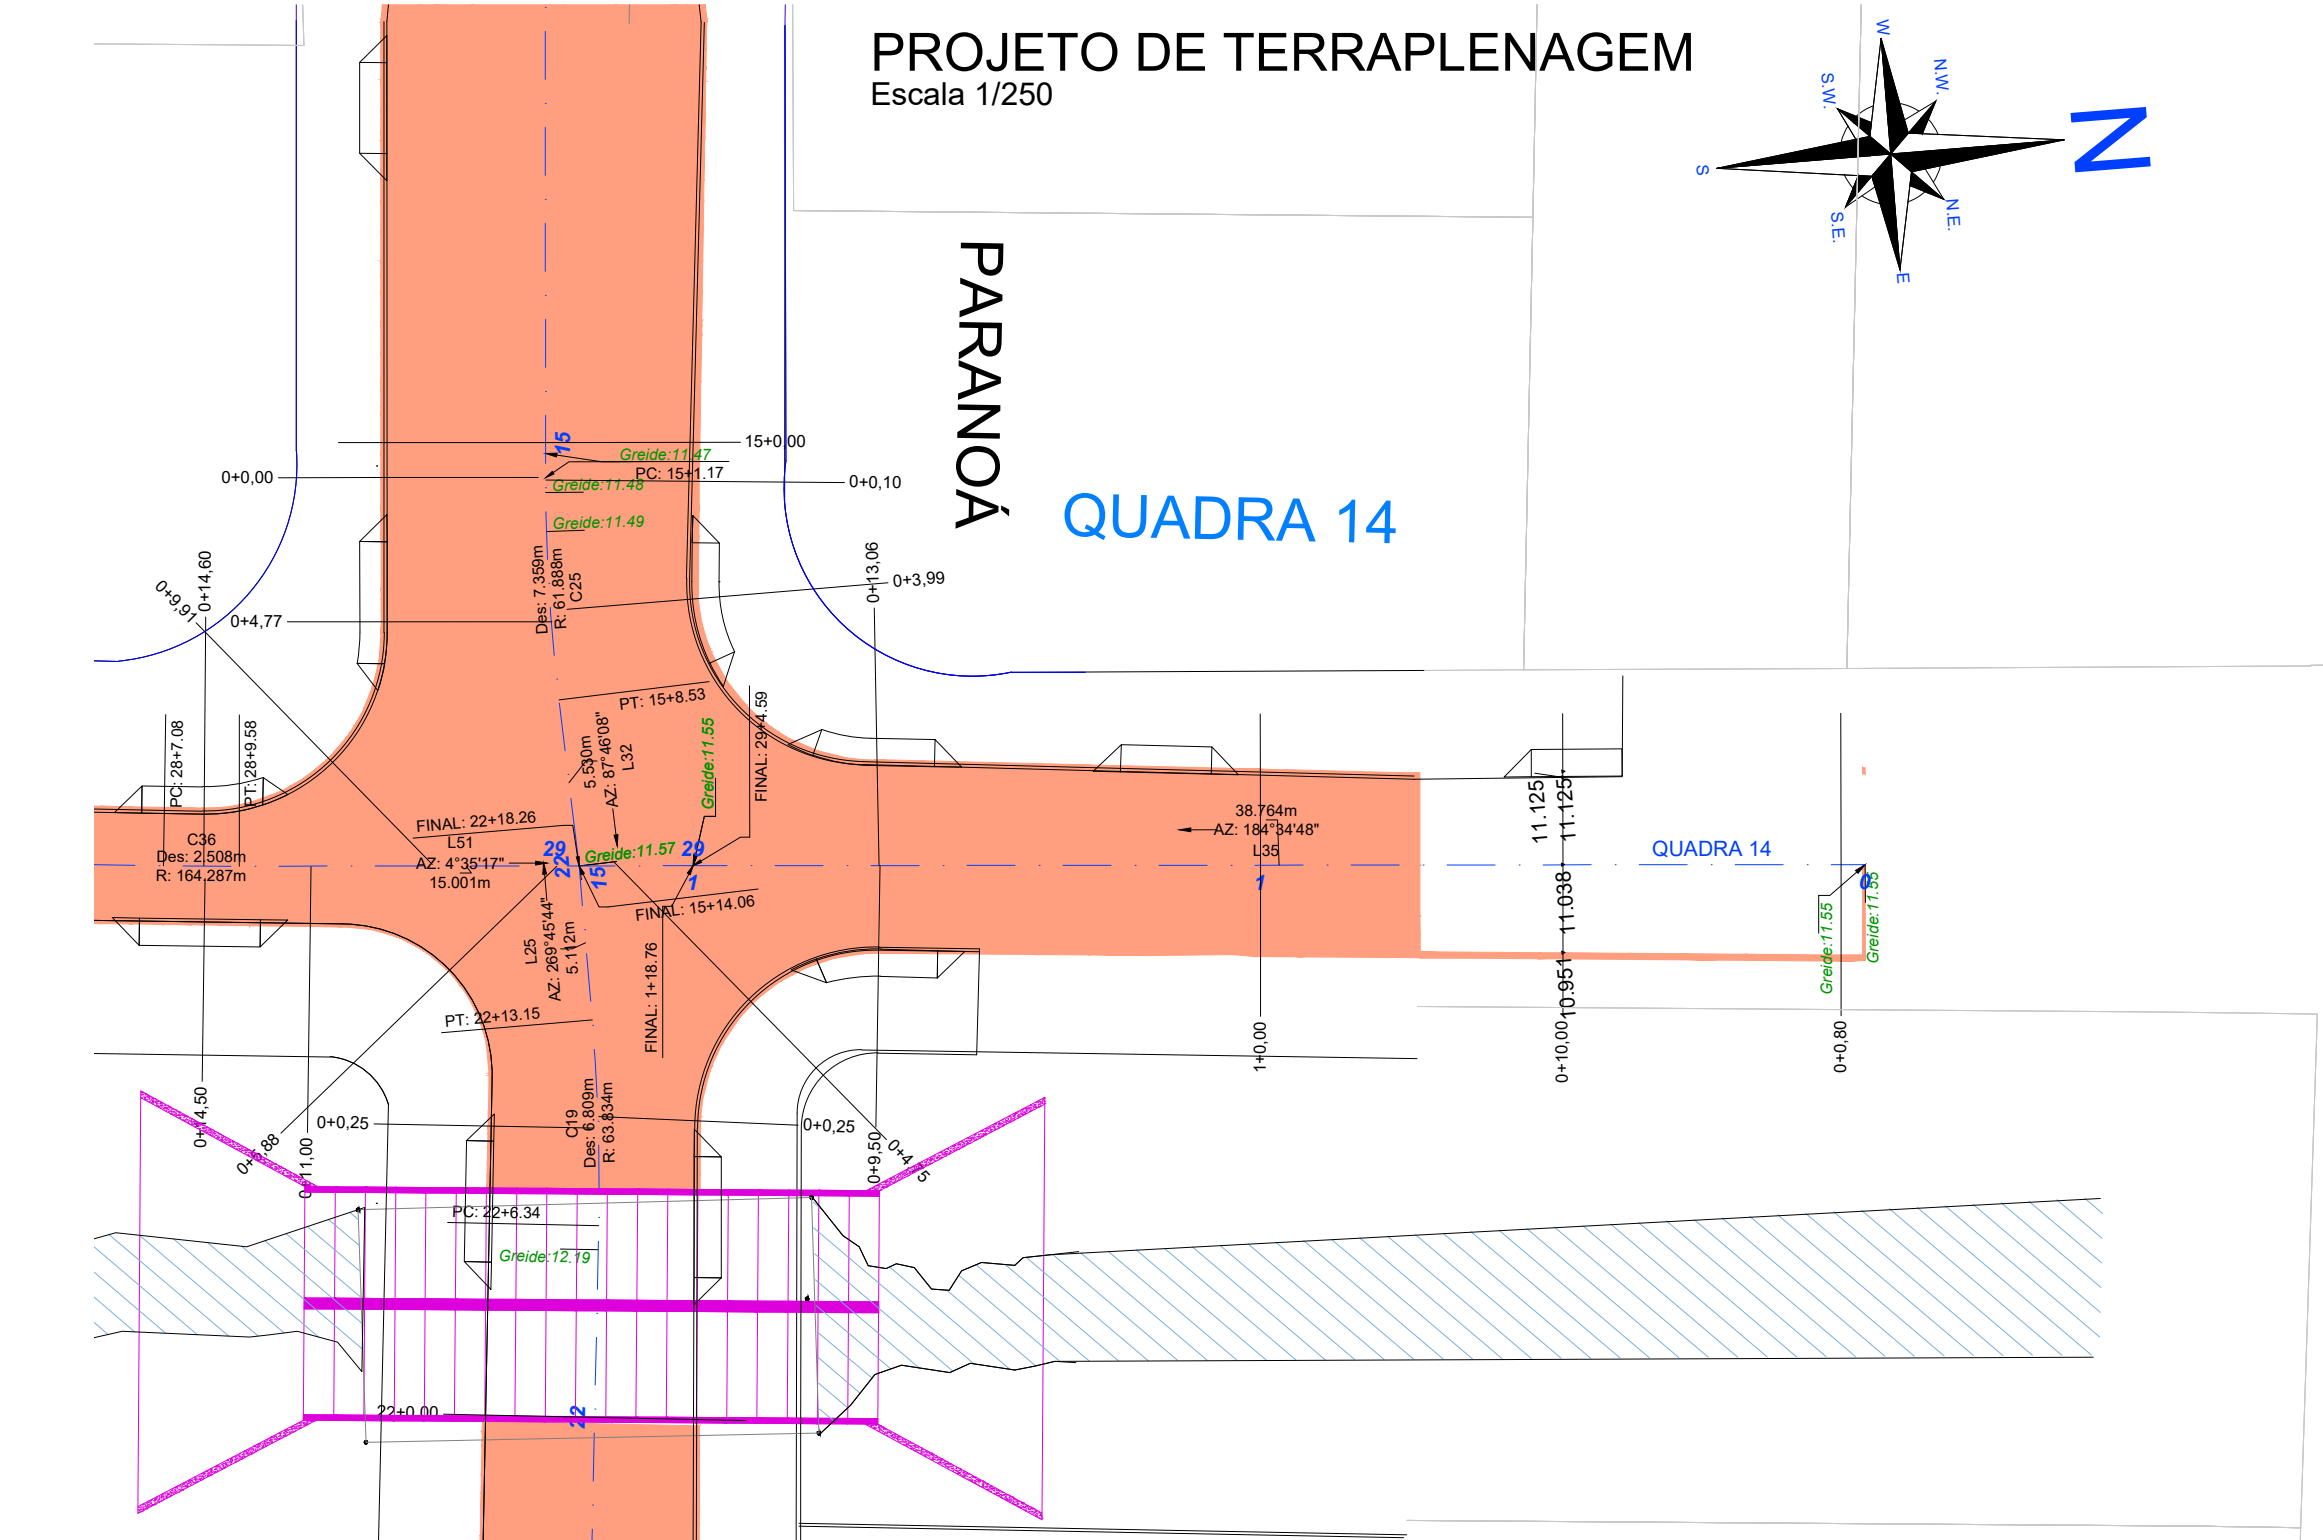 PROJETO DE TERRAPLENAGEM
Escala 1/250
W
N.W.
S.W.
N
S
N.E.
S.E.
E
PARANOÁ
QUADRA 14
15
15+0,00
Greide:11.47
PC: 15+1.17
0+0,00
0+0,10
Greide:11.48
Greide:11.49
0+14,60
0+9,91
0+4,77
0+13,06
0+3,99
Des: 7.359m
R: 61.888m
C25
PT: 15+8.53
PC: 28+7.08
PT: 28+9.58
5.530m
AZ: 87°46'08"
L32
Greide:11.55
FINAL: 29+4.59
C36
Des: 2.508m
R: 164.287m
FINAL: 22+18.26
L51
AZ: 4°35'17"
15.001m
29
22
Greide:11.57
29
15
1
FINAL: 15+14.06
38.764m
AZ: 184°34'48"
L35
1
11.125
11.125
11.038
10.951
QUADRA 14
0
Greide:11.55
Greide:11.55
L25
AZ: 269°45'44"
5.112m
FINAL: 1+18.76
PT: 22+13.15
1+0,00
0+10,00
0+0,80
0+5,88
0+11,00
0+0,25
C19
Des: 6.809m
R: 63.834m
0+0,25
0+9,50
PC: 22+6.34
Greide:12.19
22+0,00
22